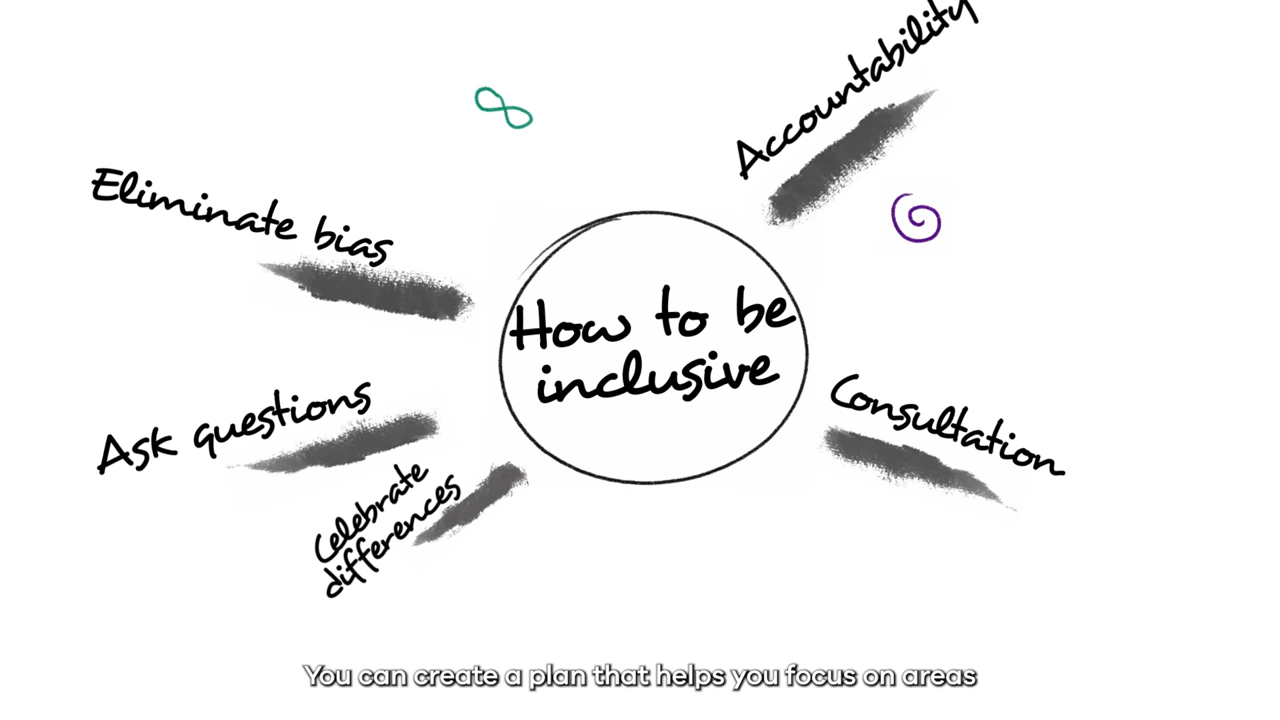 Accountability
Eliminate bias
How to be
inclusive
Ask questions
Consultation
Celebrate
differences
You can create a plan that helps you focus on areas